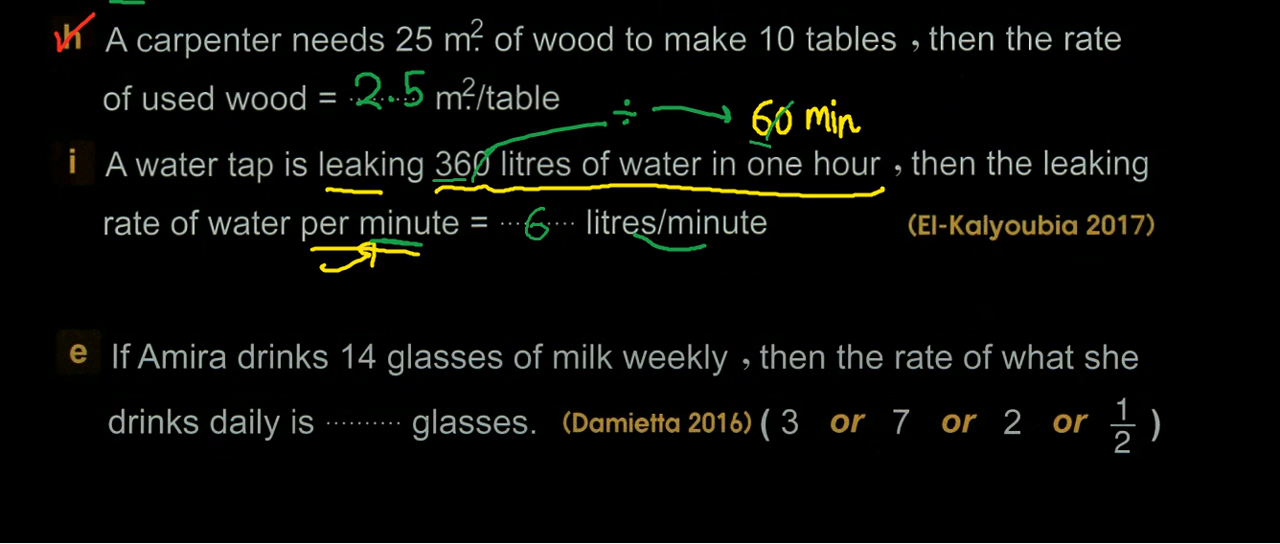 h A carpenter needs 25 m² of wood to make 10 tables , then the rate
of used wood = 2.5 m²/table
÷ 60 min
i A water tap is leaking 360 litres of water in one hour , then the leaking
rate of water per minute = ... 6 ... litres/minute (El-Kalyoubia 2017)
e If Amira drinks 14 glasses of milk weekly , then the rate of what she
drinks daily is .......... glasses. (Damietta 2016) ( 3 or 7 or 2 or 1/2 )